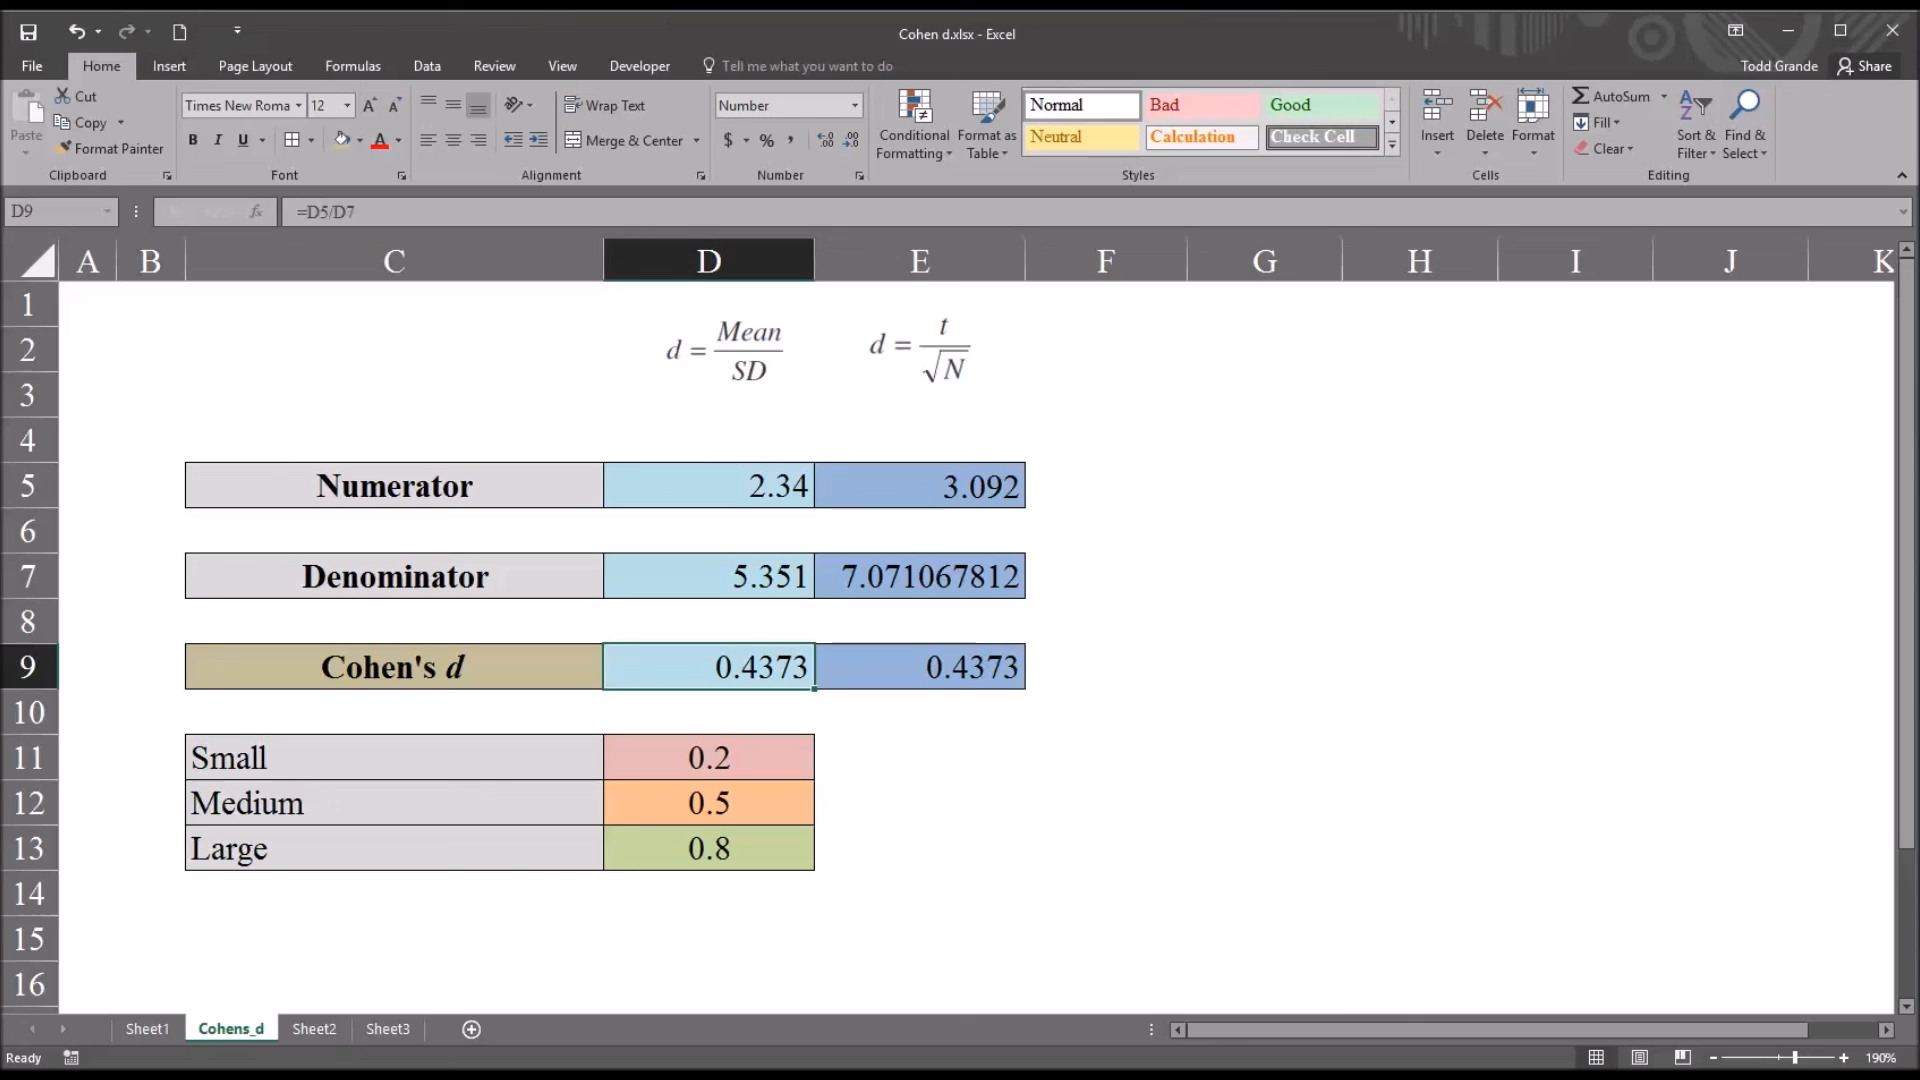 Cohen d.xlsx - Excel
File Home Insert Page Layout Formulas Data Review View Developer Tell me what you want to do Todd Grande Share
Paste
Cut
Copy
Format Painter
Clipboard
Times New Roma 12
B I U A
Font
Wrap Text
Merge & Center
Alignment
Number
$ % ,
Number
Conditional Formatting
Format as Table
Normal Bad Good
Neutral Calculation Check Cell
Styles
Insert Delete Format
Cells
AutoSum
Fill
Clear
Sort & Filter
Find & Select
Editing
D9 fx =D5/D7
A B C D E F G H I J K
1
2 d = Mean / SD d = t / √N
3
4
5 Numerator 2.34 3.092
6
7 Denominator 5.351 7.071067812
8
9 Cohen's d 0.4373 0.4373
10
11 Small 0.2
12 Medium 0.5
13 Large 0.8
14
15
16
Sheet1 Cohens_d Sheet2 Sheet3
Ready 190%